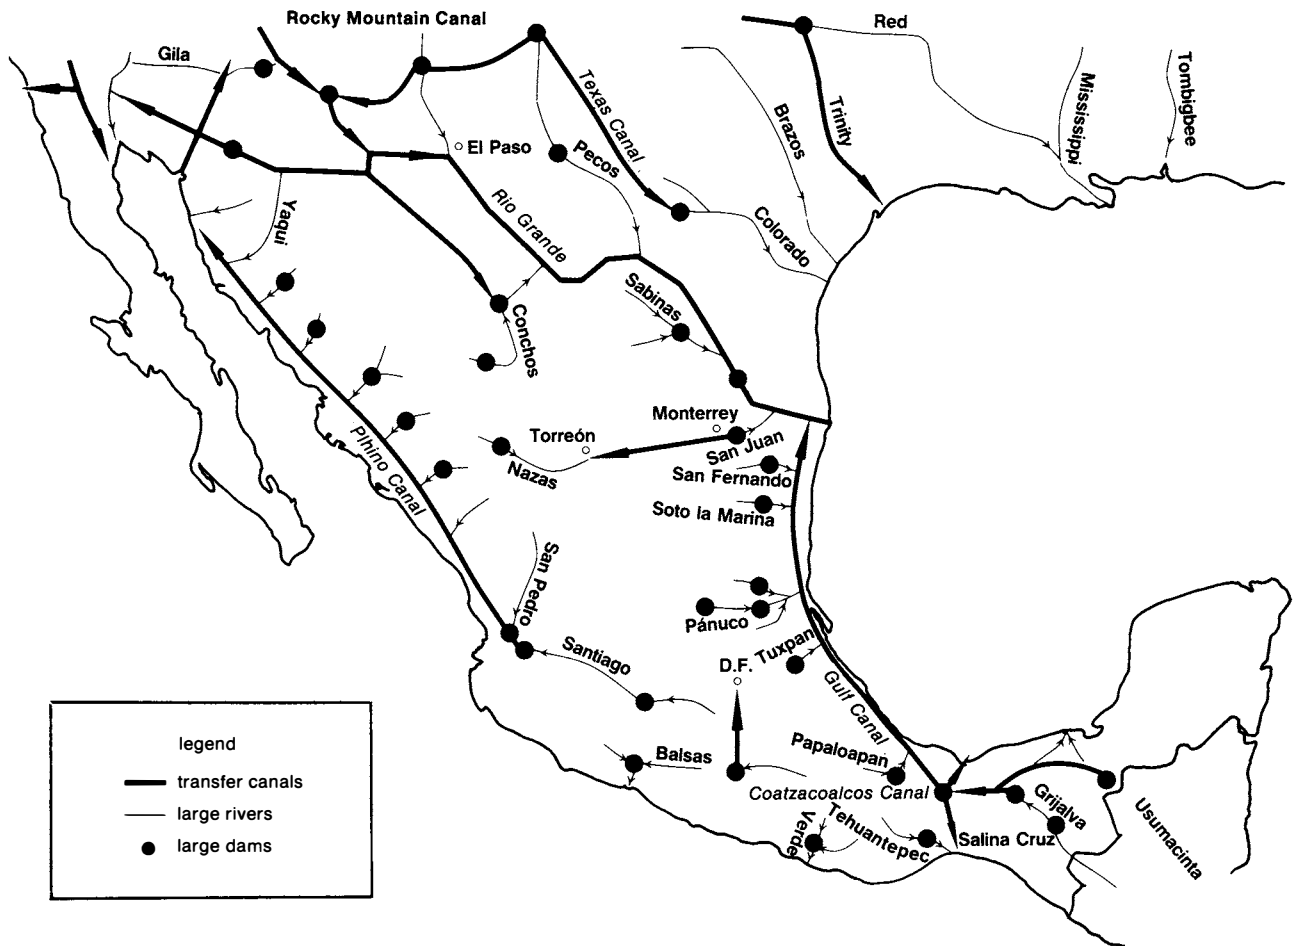 Rocky Mountain Canal
Red
Gila
Texas Canal
Brazos
Trinity
Mississippi
Tombigbee
El Paso
Pecos
Yaqui
Rio Grande
Colorado
Sabinas
Conchos
Plhino Canal
Monterrey
Torreón
San Juan
Nazas
San Fernando
Soto la Marina
San Pedro
Pánuco
Tuxpan
Santiago
D.F.
Gulf Canal
Balsas
Papaloapan
Coatzacoalcos Canal
Grijalva
Usumacinta
Verde
Tehuantepec
Salina Cruz
legend
transfer canals
large rivers
large dams